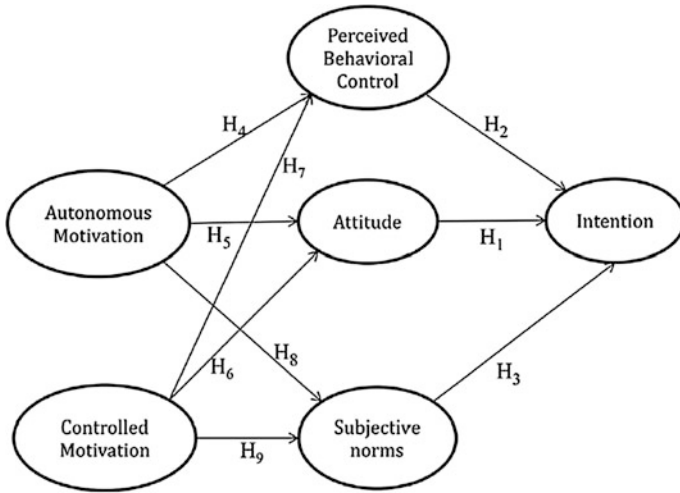 Perceived
Behavioral
Control
H4
H2
H7
Autonomous
Motivation
H5
Attitude
H1
Intention
H8
H6
H3
Controlled
Motivation
H9
Subjective
norms